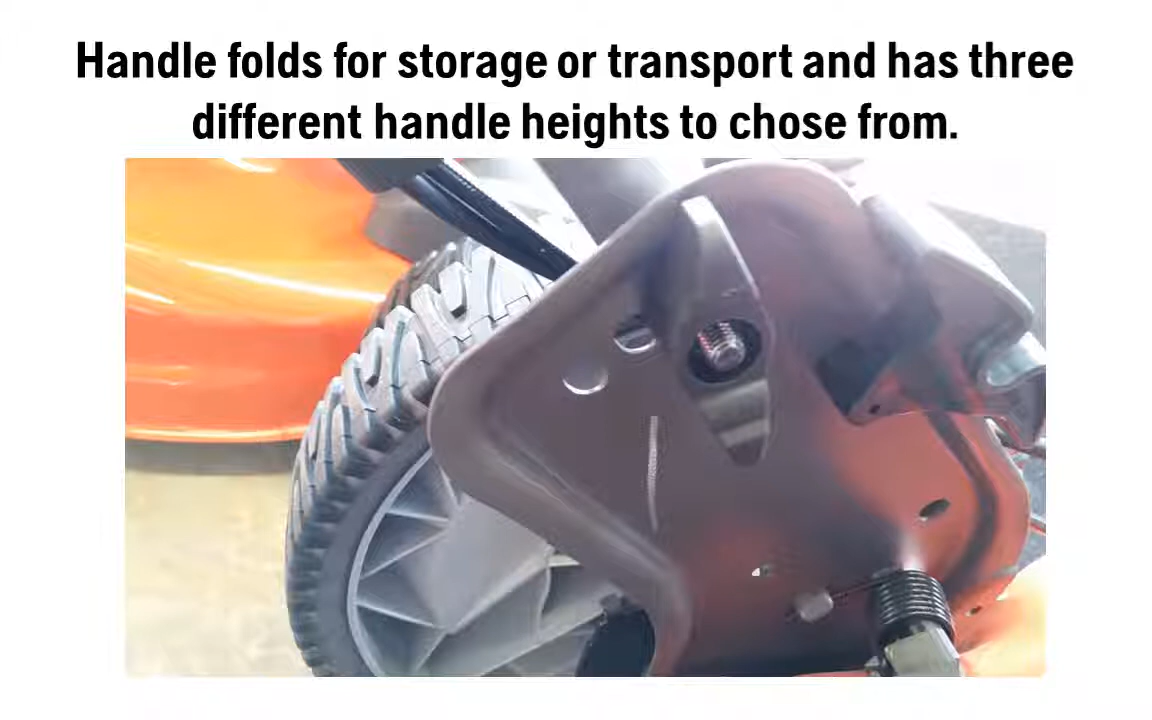 Handle folds for storage or transport and has three
different handle heights to chose from.